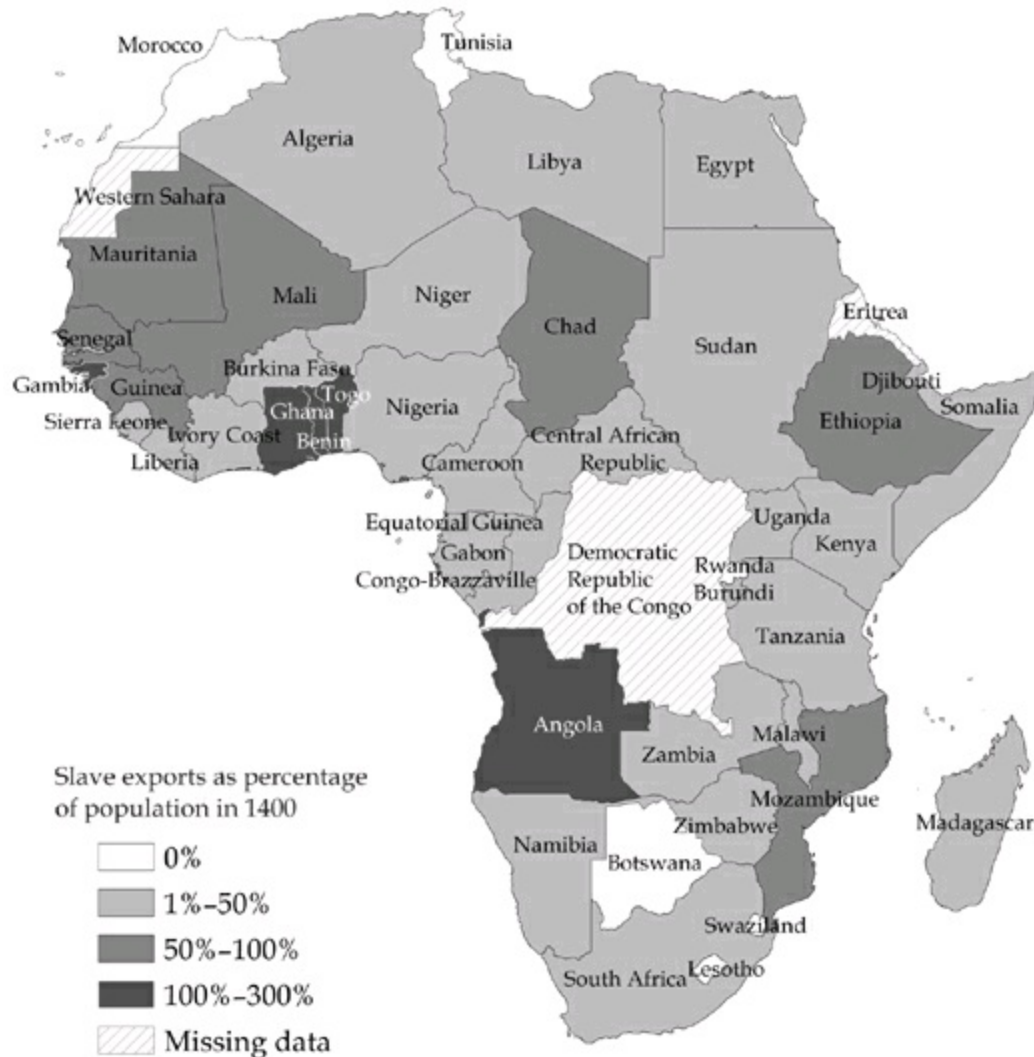 Morocco
Tunisia
Algeria
Libya
Egypt
Western Sahara
Mauritania
Mali
Niger
Chad
Sudan
Eritrea
Senegal
Gambia
Guinea
Burkina Faso
Togo
Ghana
Nigeria
Benin
Djibouti
Somalia
Ethiopia
Sierra Leone
Ivory Coast
Liberia
Central African
Republic
Cameroon
Equatorial Guinea
Gabon
Congo-Brazzaville
Democratic
Republic
of the Congo
Uganda
Kenya
Rwanda
Burundi
Tanzania
Angola
Malawi
Zambia
Mozambique
Madagascar
Zimbabwe
Namibia
Botswana
Swaziland
South Africa
Lesotho
Slave exports as percentage
of population in 1400
0%
1%–50%
50%–100%
100%–300%
Missing data